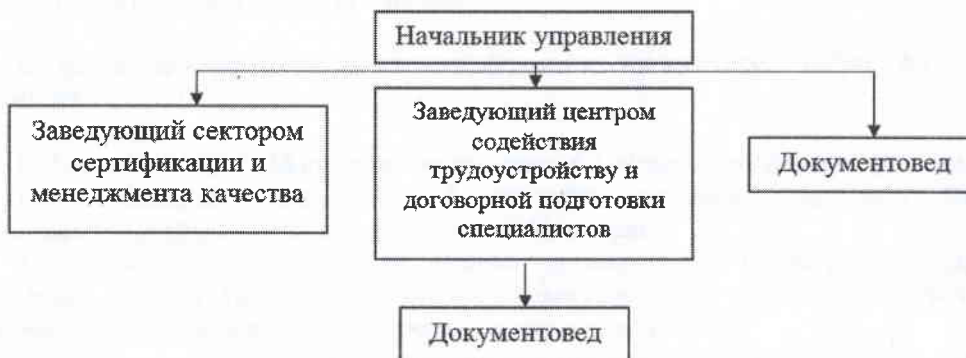 Начальник управления
Заведующий сектором
сертификации и
менеджмента качества
Заведующий центром
содействия
трудоустройству и
договорной подготовки
специалистов
Документовед
Документовед